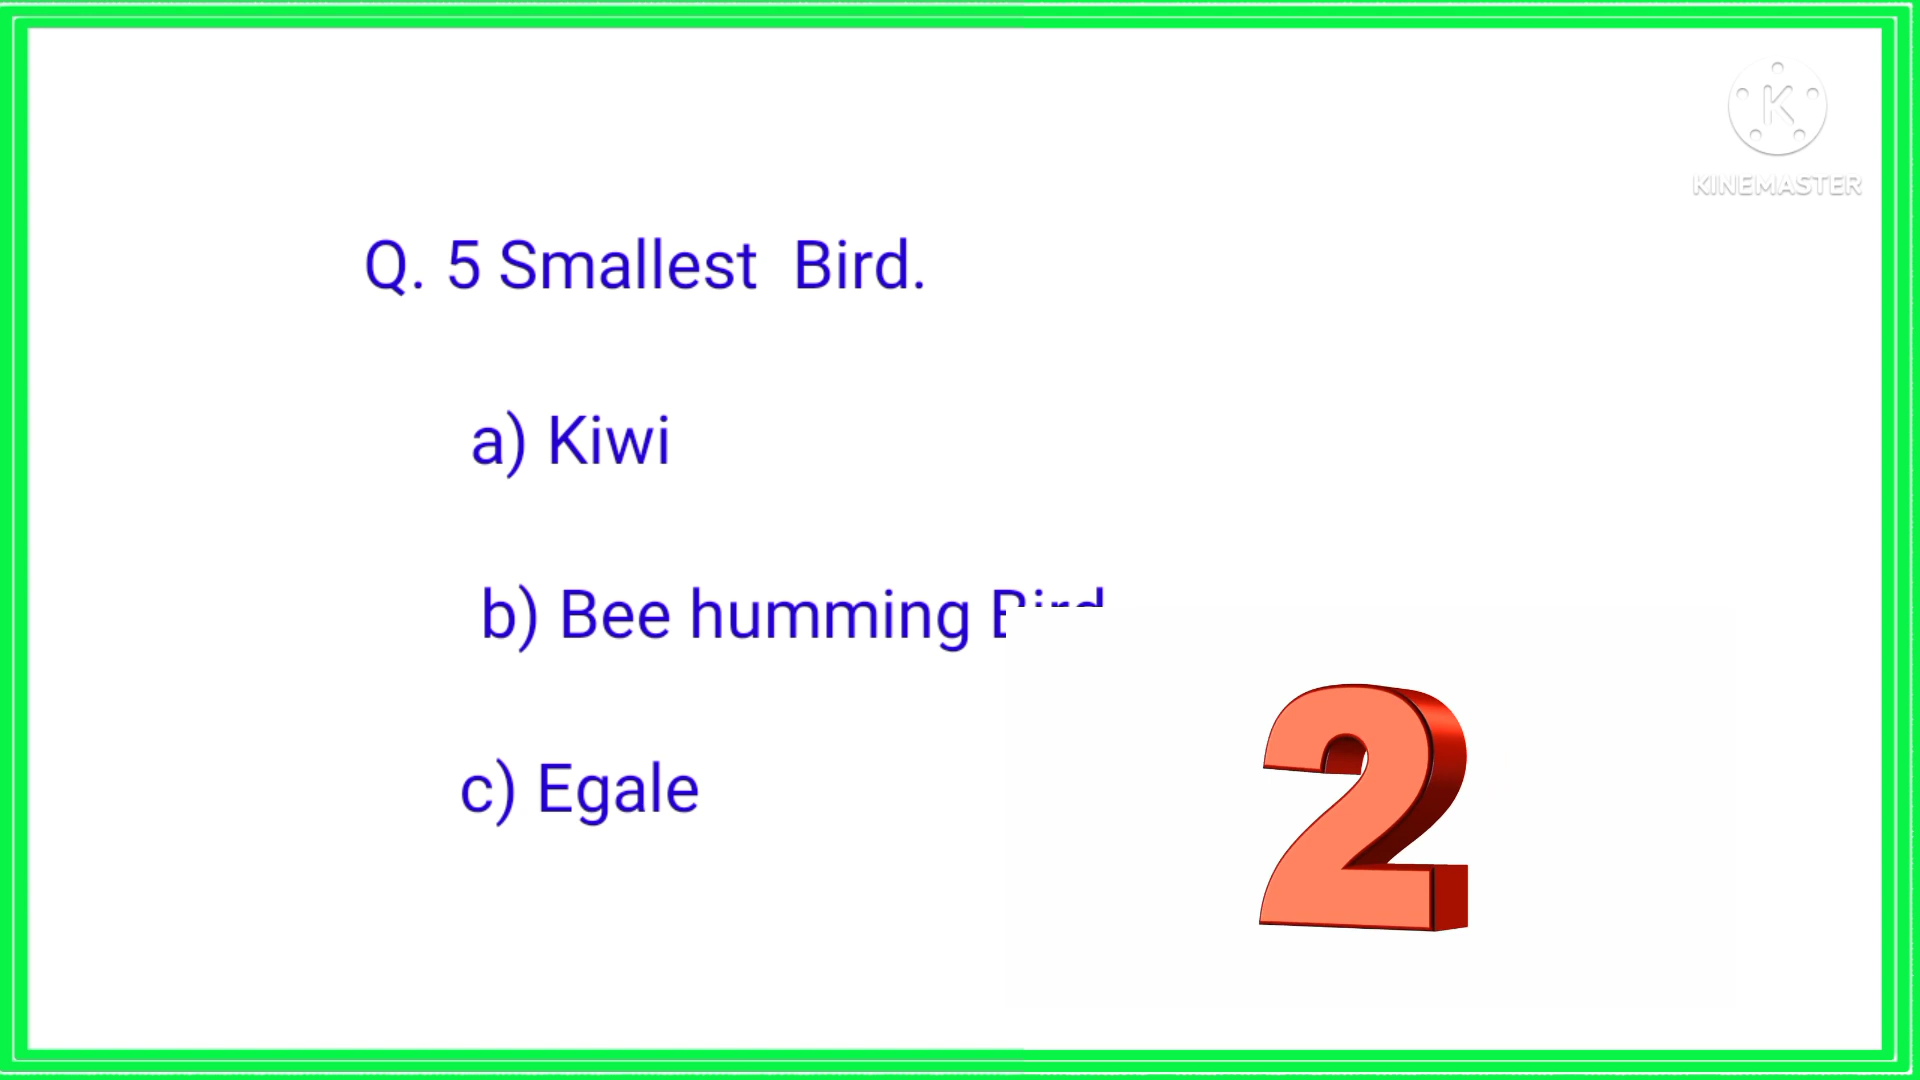 KINEMASTER
Q. 5 Smallest Bird.
a) Kiwi
b) Bee humming Bird
c) Egale
2